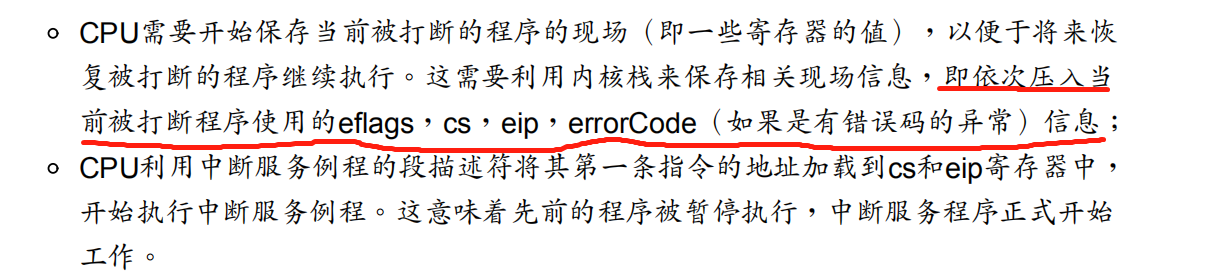 CPU需要开始保存当前被打断的程序的现场（即一些寄存器的值），以便于将来恢
复被打断的程序继续执行。这需要利用内核栈来保存相关现场信息，即依次压入当
前被打断程序使用的eflags，cs，eip，errorCode（如果是有错误码的异常）信息；
CPU利用中断服务例程的段描述符将其第一条指令的地址加载到cs和eip寄存器中，
开始执行中断服务例程。这意味着先前的程序被暂停执行，中断服务程序正式开始
工作。